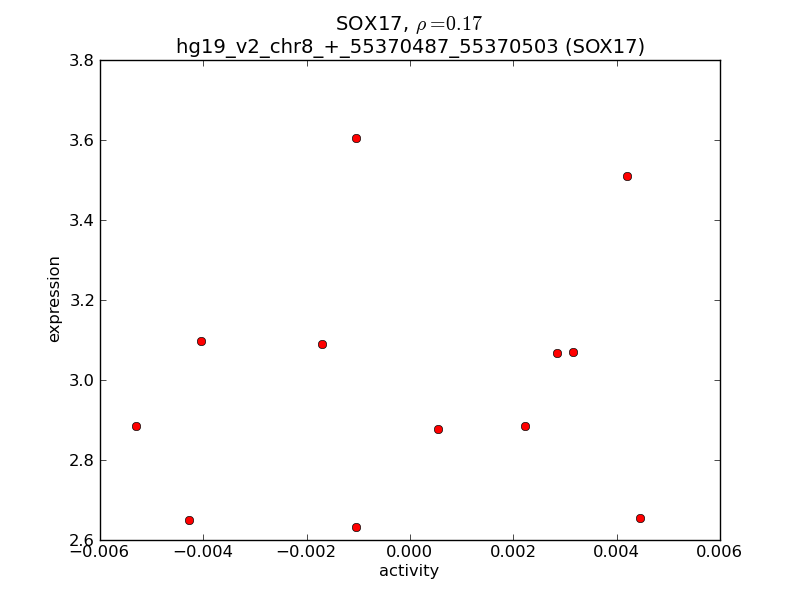 SOX17, ρ=0.17
hg19_v2_chr8_+_55370487_55370503 (SOX17)
3.8
3.6
3.4
3.2
3.0
2.8
2.6
expression
−0.006 −0.004 −0.002 0.000 0.002 0.004 0.006
activity